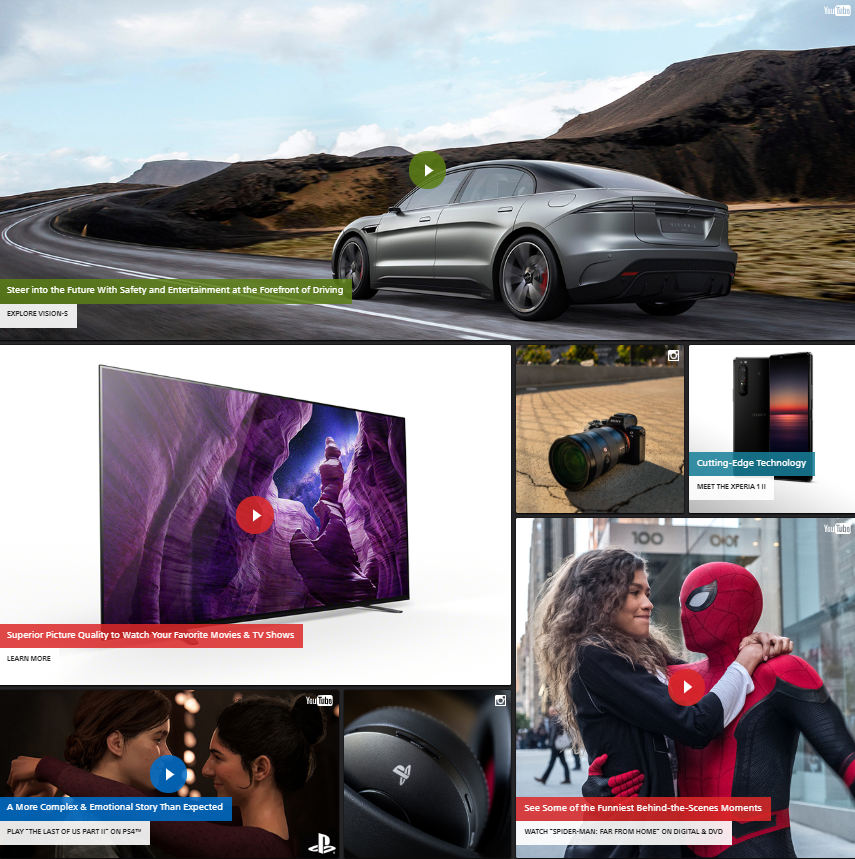 YouTube
Steer into the Future With Safety and Entertainment at the Forefront of Driving
EXPLORE VISION-S
Cutting-Edge Technology
MEET THE XPERIA 1 II
YouTube
100
Superior Picture Quality to Watch Your Favorite Movies & TV Shows
LEARN MORE
YouTube
A More Complex & Emotional Story Than Expected
PLAY "THE LAST OF US PART II" ON PS4™
See Some of the Funniest Behind-the-Scenes Moments
WATCH "SPIDER-MAN: FAR FROM HOME" ON DIGITAL & DVD